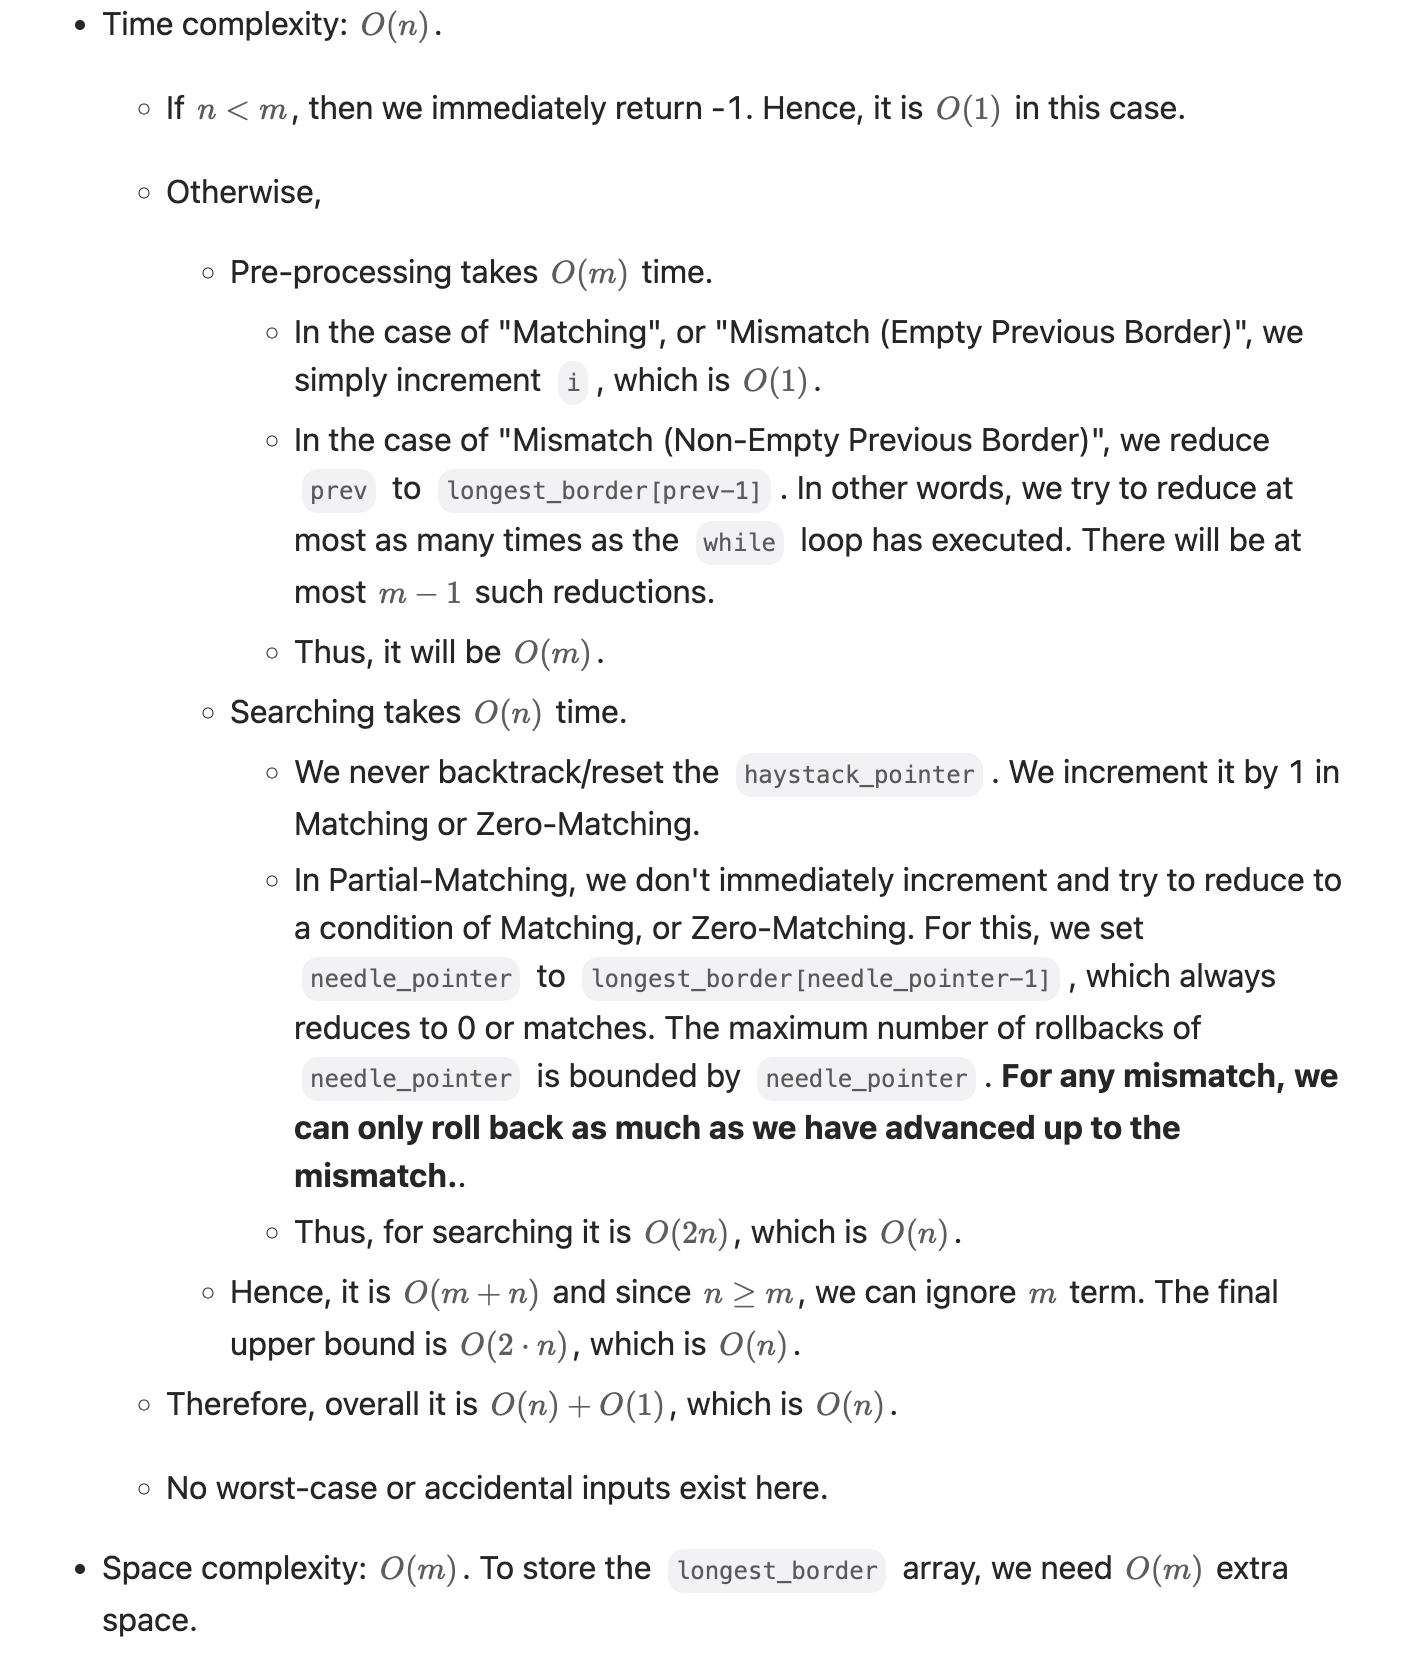 • Time complexity: O(n).
◦ If n < m, then we immediately return -1. Hence, it is O(1) in this case.
◦ Otherwise,
◦ Pre-processing takes O(m) time.
◦ In the case of "Matching", or "Mismatch (Empty Previous Border)", we
simply increment i , which is O(1).
◦ In the case of "Mismatch (Non-Empty Previous Border)", we reduce
prev to longest_border[prev-1] . In other words, we try to reduce at
most as many times as the while loop has executed. There will be at
most m − 1 such reductions.
◦ Thus, it will be O(m).
◦ Searching takes O(n) time.
◦ We never backtrack/reset the haystack_pointer . We increment it by 1 in
Matching or Zero-Matching.
◦ In Partial-Matching, we don't immediately increment and try to reduce to
a condition of Matching, or Zero-Matching. For this, we set
needle_pointer to longest_border[needle_pointer-1] , which always
reduces to 0 or matches. The maximum number of rollbacks of
needle_pointer is bounded by needle_pointer . For any mismatch, we
can only roll back as much as we have advanced up to the
mismatch..
◦ Thus, for searching it is O(2n), which is O(n).
◦ Hence, it is O(m + n) and since n ≥ m, we can ignore m term. The final
upper bound is O(2 · n), which is O(n).
◦ Therefore, overall it is O(n) + O(1), which is O(n).
◦ No worst-case or accidental inputs exist here.
• Space complexity: O(m). To store the longest_border array, we need O(m) extra
space.